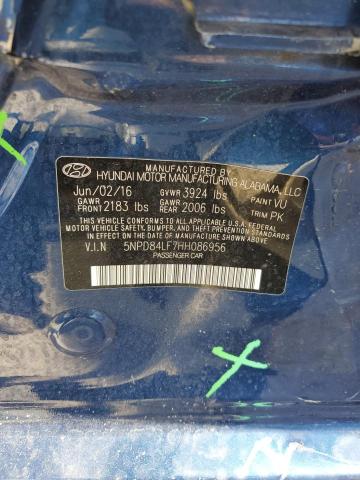 MANUFACTURED BY
HYUNDAI MOTOR MANUFACTURING ALABAMA, LLC
Jun/02/16 GVWR 3924 lbs PAINT VU
GAWR FRONT 2183 lbs GAWR REAR 2006 lbs TRIM PK
THIS VEHICLE CONFORMS TO ALL APPLICABLE FEDERAL
MOTOR VEHICLE SAFETY, BUMPER, AND THEFT PREVENTION
STANDARDS IN EFFECT ON THE DATE OF MANUFACTURE SHOWN ABOVE.
V.I.N 5NPD84LF7HH086956
PASSENGER CAR